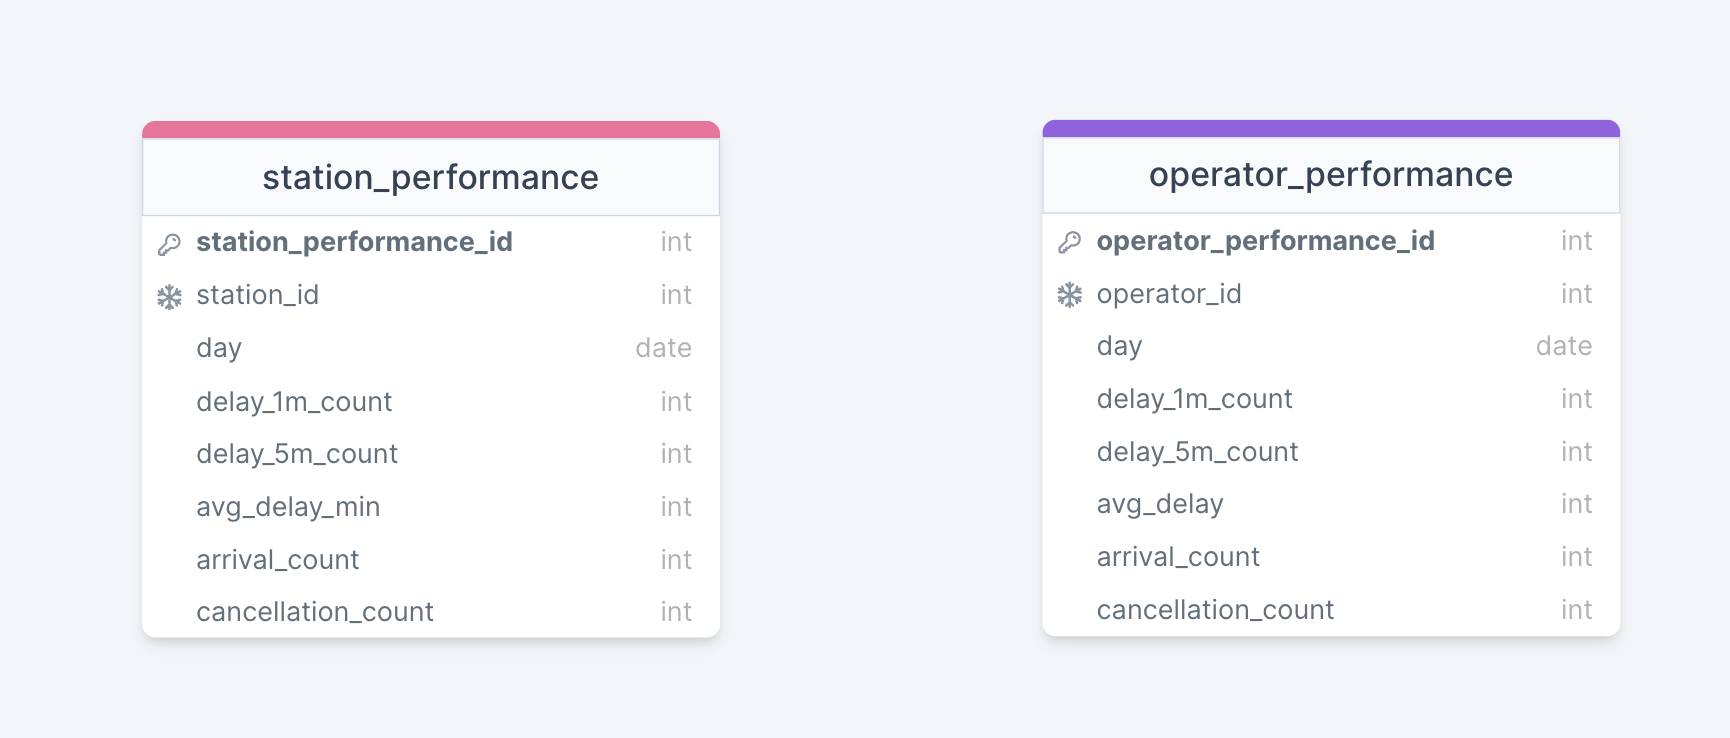 station_performance
station_performance_id int
station_id int
day date
delay_1m_count int
delay_5m_count int
avg_delay_min int
arrival_count int
cancellation_count int
operator_performance
operator_performance_id int
operator_id int
day date
delay_1m_count int
delay_5m_count int
avg_delay int
arrival_count int
cancellation_count int